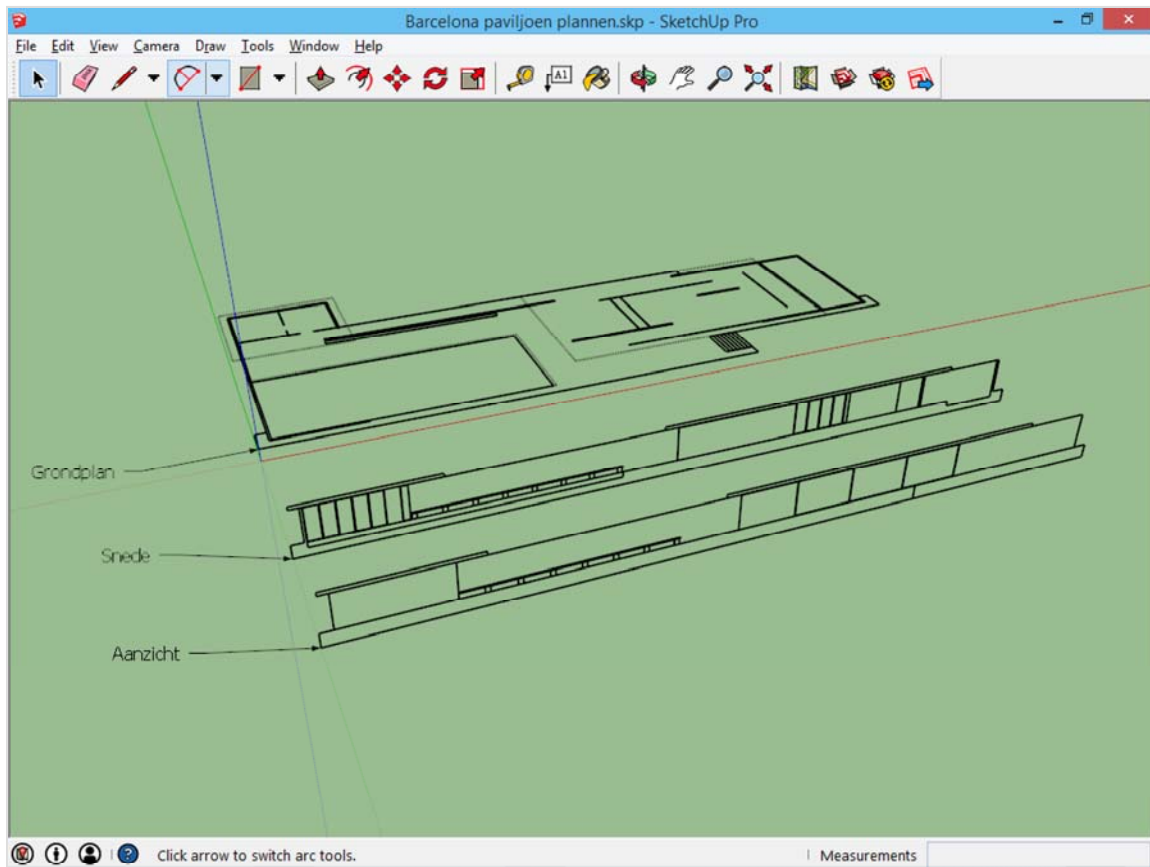 Barcelona paviljoen plannen.skp - SketchUp Pro
File Edit View Camera Draw Tools Window Help
A1
Grondplan
Snede
Aanzicht
Click arrow to switch arc tools.
Measurements